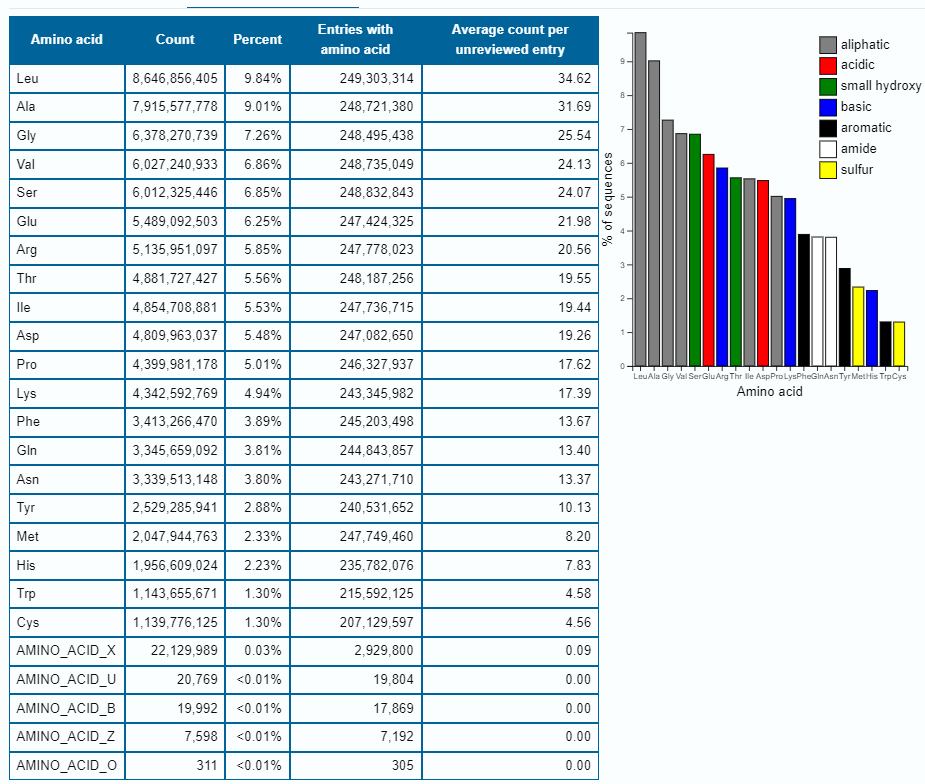 Amino acid Count Percent Entries with amino acid Average count per unreviewed entry
Leu 8,646,856,405 9.84% 249,303,314 34.62
Ala 7,915,577,778 9.01% 248,721,380 31.69
Gly 6,378,270,739 7.26% 248,495,438 25.54
Val 6,027,240,933 6.86% 248,735,049 24.13
Ser 6,012,325,446 6.85% 248,832,843 24.07
Glu 5,489,092,503 6.25% 247,424,325 21.98
Arg 5,135,951,097 5.85% 247,778,023 20.56
Thr 4,881,727,427 5.56% 248,187,256 19.55
Ile 4,854,708,881 5.53% 247,736,715 19.44
Asp 4,809,963,037 5.48% 247,082,650 19.26
Pro 4,399,981,178 5.01% 246,327,937 17.62
Lys 4,342,592,769 4.94% 243,345,982 17.39
Phe 3,413,266,470 3.89% 245,203,498 13.67
Gln 3,345,659,092 3.81% 244,843,857 13.40
Asn 3,339,513,148 3.80% 243,271,710 13.37
Tyr 2,529,285,941 2.88% 240,531,652 10.13
Met 2,047,944,763 2.33% 247,749,460 8.20
His 1,956,609,024 2.23% 235,782,076 7.83
Trp 1,143,655,671 1.30% 215,592,125 4.58
Cys 1,139,776,125 1.30% 207,129,597 4.56
AMINO_ACID_X 22,129,989 0.03% 2,929,800 0.09
AMINO_ACID_U 20,769 <0.01% 19,804 0.00
AMINO_ACID_B 19,992 <0.01% 17,869 0.00
AMINO_ACID_Z 7,598 <0.01% 7,192 0.00
AMINO_ACID_O 311 <0.01% 305 0.00
% of sequences
9
8
7
6
5
4
3
2
1
0
Leu Ala Gly Val Ser Glu Arg Thr Ile Asp Pro Lys Phe Gln Asn Tyr Met His Trp Cys
Amino acid
aliphatic
acidic
small hydroxy
basic
aromatic
amide
sulfur